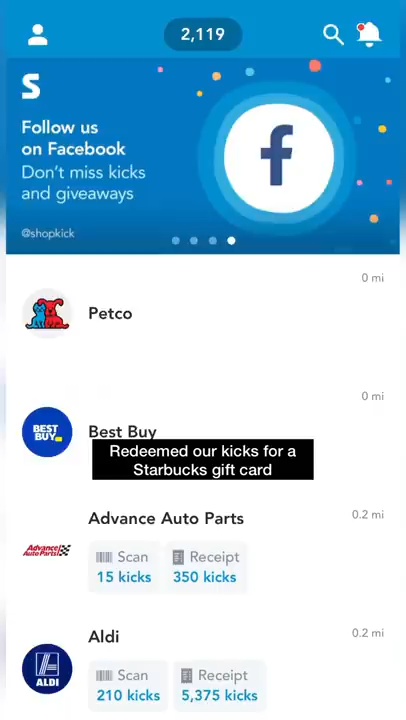 2,119
S
Follow us
on Facebook
Don't miss kicks
and giveaways
@shopkick
f
0 mi
Petco
0 mi
BEST
BUY
Best Buy
Redeemed our kicks for a
Starbucks gift card
0.2 mi
Advance Auto Parts
Advance
Auto Parts
Scan
Receipt
15 kicks
350 kicks
0.2 mi
Aldi
ALDI
Scan
Receipt
210 kicks
5,375 kicks